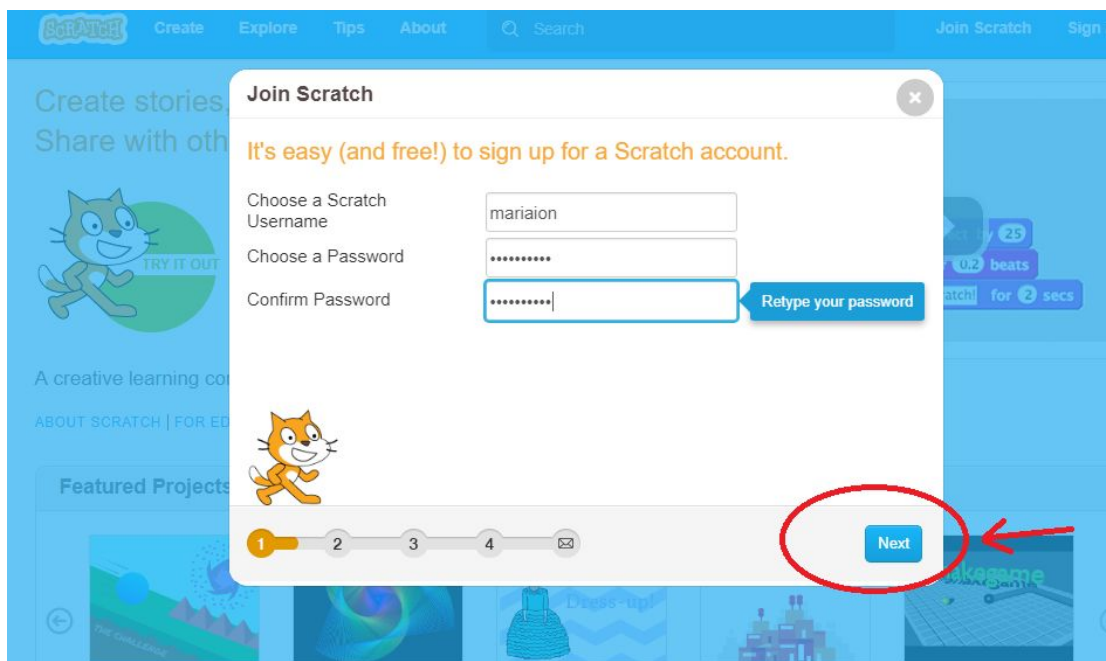 SCRATCH Create Explore Tips About Search Join Scratch Sign
Create stories,
Share with oth
Join Scratch
It's easy (and free!) to sign up for a Scratch account.
Choose a Scratch
Username
mariaion
Choose a Password
••••••••••
Confirm Password
••••••••••
Retype your password
TRY IT OUT
by 25
0.2 beats
atch! for 2 secs
A creative learning co
ABOUT SCRATCH | FOR ED
Featured Projects
1 2 3 4
Next
THE CHALLENGE
Dress-up!
akegame